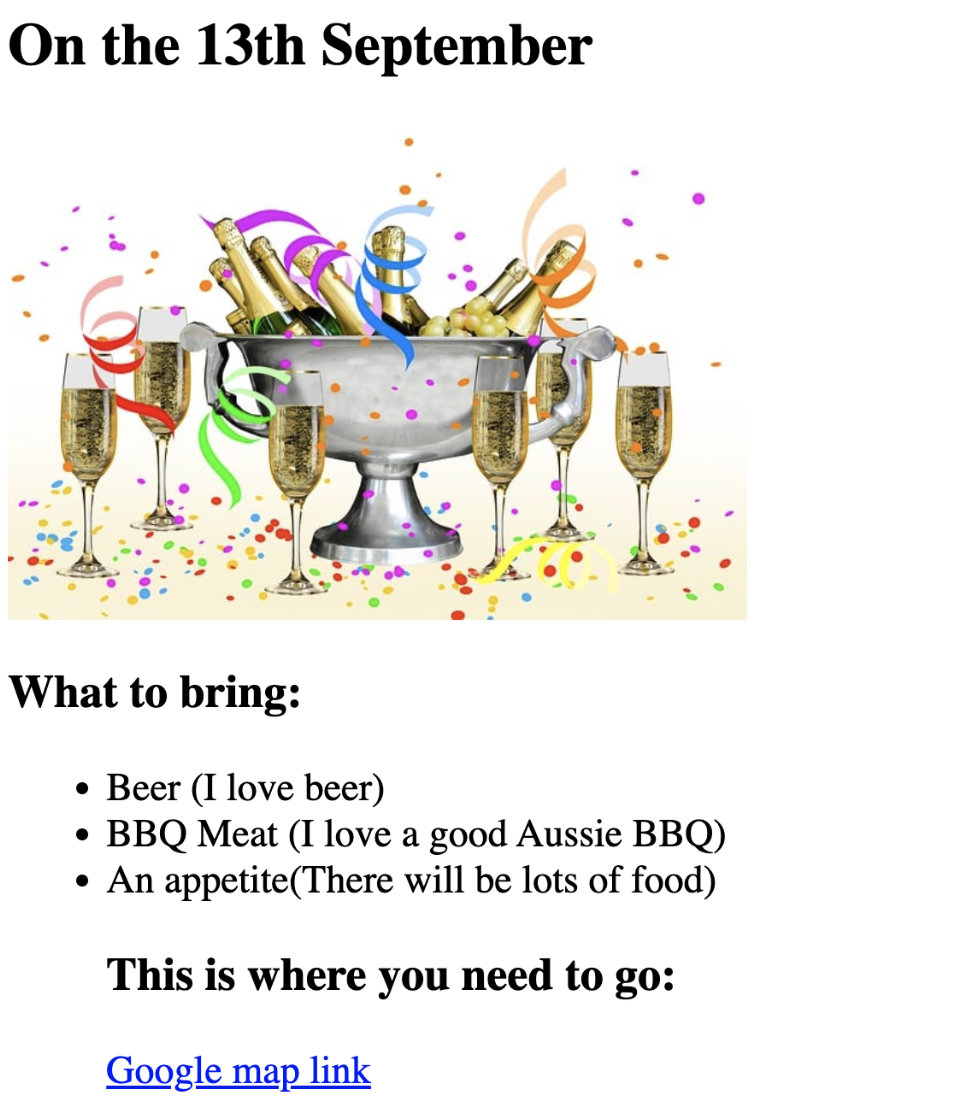 On the 13th September
What to bring:
• Beer (I love beer)
• BBQ Meat (I love a good Aussie BBQ)
• An appetite(There will be lots of food)
This is where you need to go:
Google map link